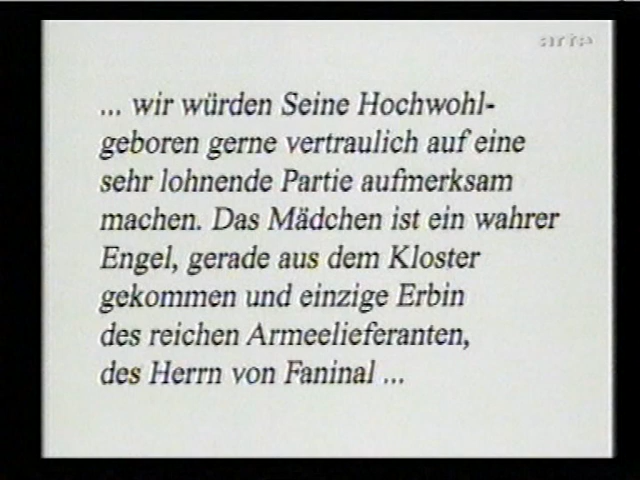 arte
... wir würden Seine Hochwohl-
geboren gerne vertraulich auf eine
sehr lohnende Partie aufmerksam
machen. Das Mädchen ist ein wahrer
Engel, gerade aus dem Kloster
gekommen und einzige Erbin
des reichen Armeelieferanten,
des Herrn von Faninal ...